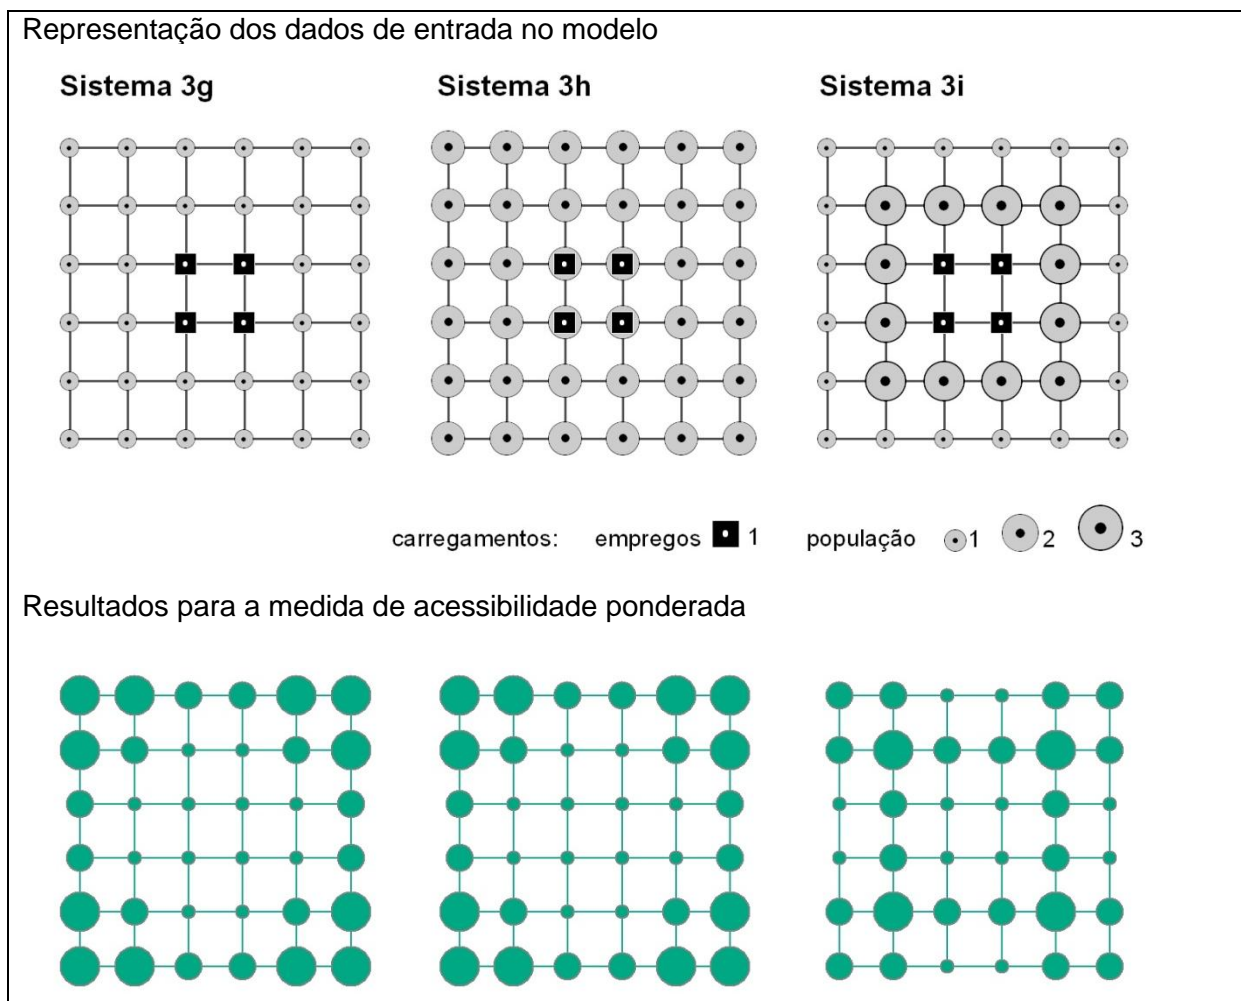 Representação dos dados de entrada no modelo
Sistema 3g Sistema 3h Sistema 3i
carregamentos: empregos 1 população 1 2 3
Resultados para a medida de acessibilidade ponderada